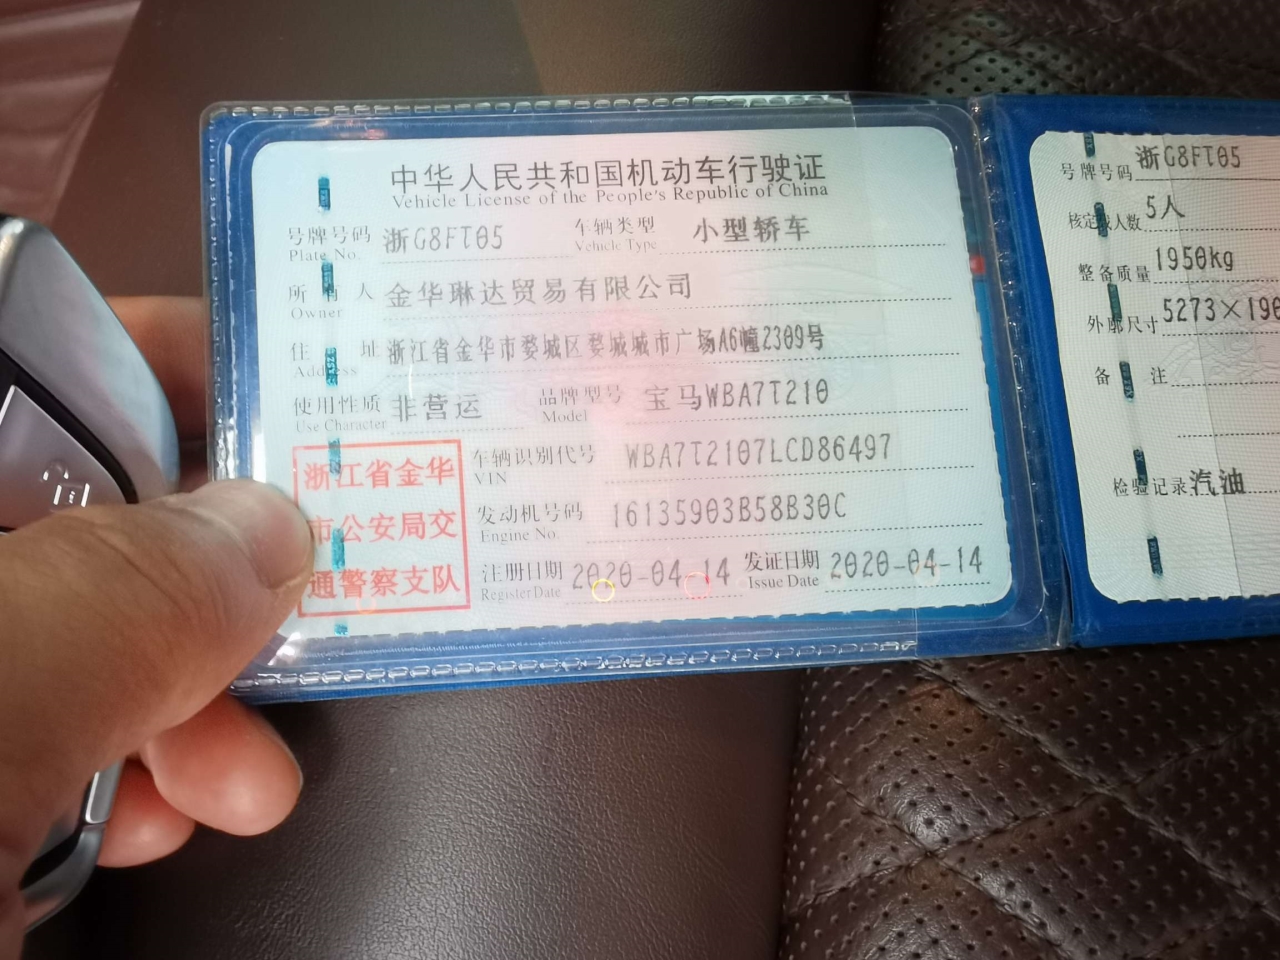 中华人民共和国机动车行驶证
Vehicle License of the People's Republic of China
号牌号码 浙G8FT05 车辆类型 小型轿车
Plate No. Vehicle Type
所有人 金华琳达贸易有限公司
Owner
住址 浙江省金华市婺城区婺城城市广场A6幢2309号
Address
使用性质 非营运 品牌型号 宝马WBA7T210
Use Character Model
浙江省金华
市公安局交
通警察支队
车辆识别代号 WBA7T2107LCD86497
VIN
发动机号码 16135903B58B30C
Engine No.
注册日期 2020-04-14 发证日期 2020-04-14
Register Date Issue Date
号牌号码 浙G8FT05
核定载人数 5人
整备质量 1950kg
外廓尺寸 5273×190
备注
检验记录 汽油